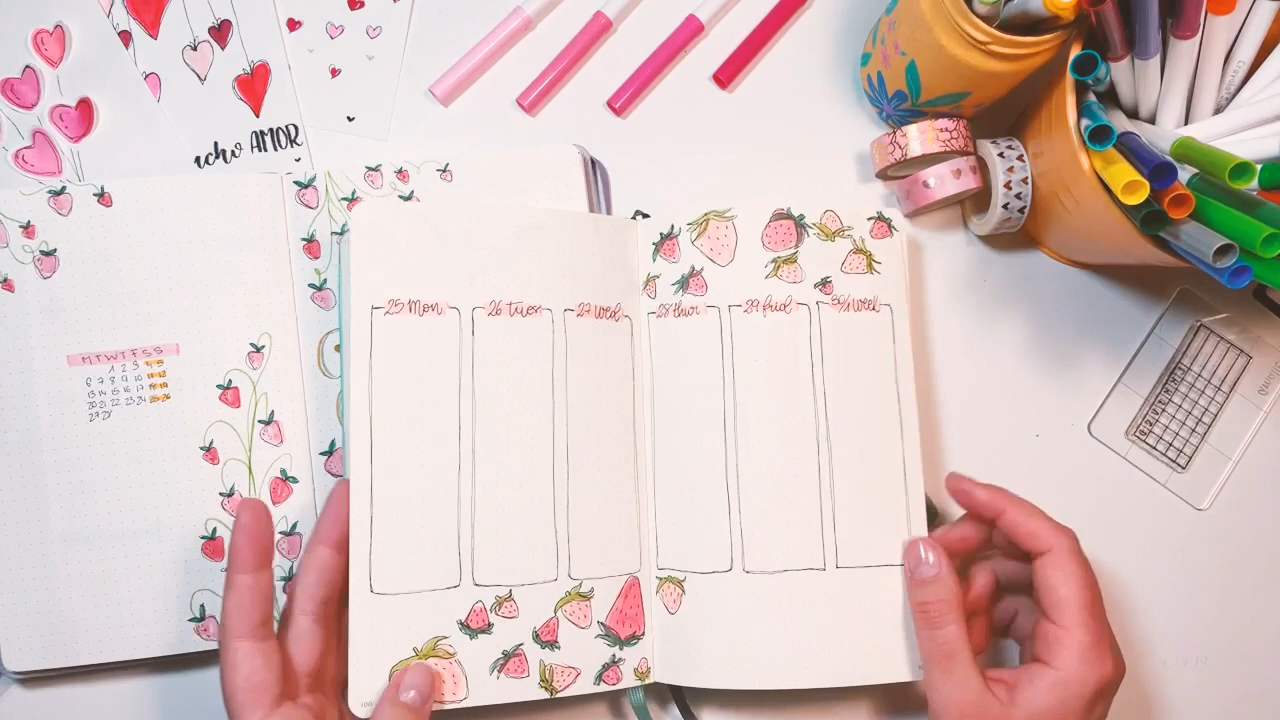 icho AMOR
M T W T F S S
1 2 3 4 5
6 7 8 9 10 11 12
13 14 15 16 17 18 19
20 21 22 23 24 25 26
27 28
25 Mon
26 Tues
27 wed
28 thur
29 frid
30/1 week
100